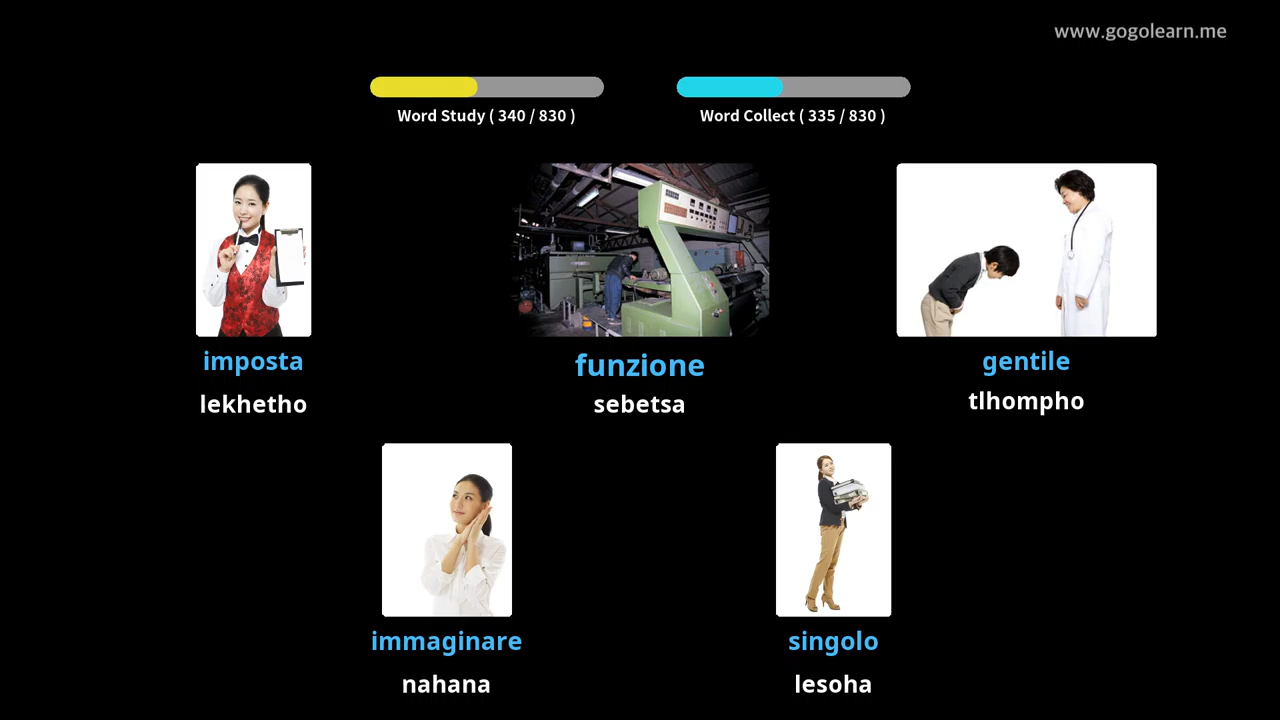 www.gogolearn.me
Word Study ( 340 / 830 )
Word Collect ( 335 / 830 )
imposta
lekhetho
funzione
sebetsa
gentile
tlhompho
immaginare
nahana
singolo
lesoha